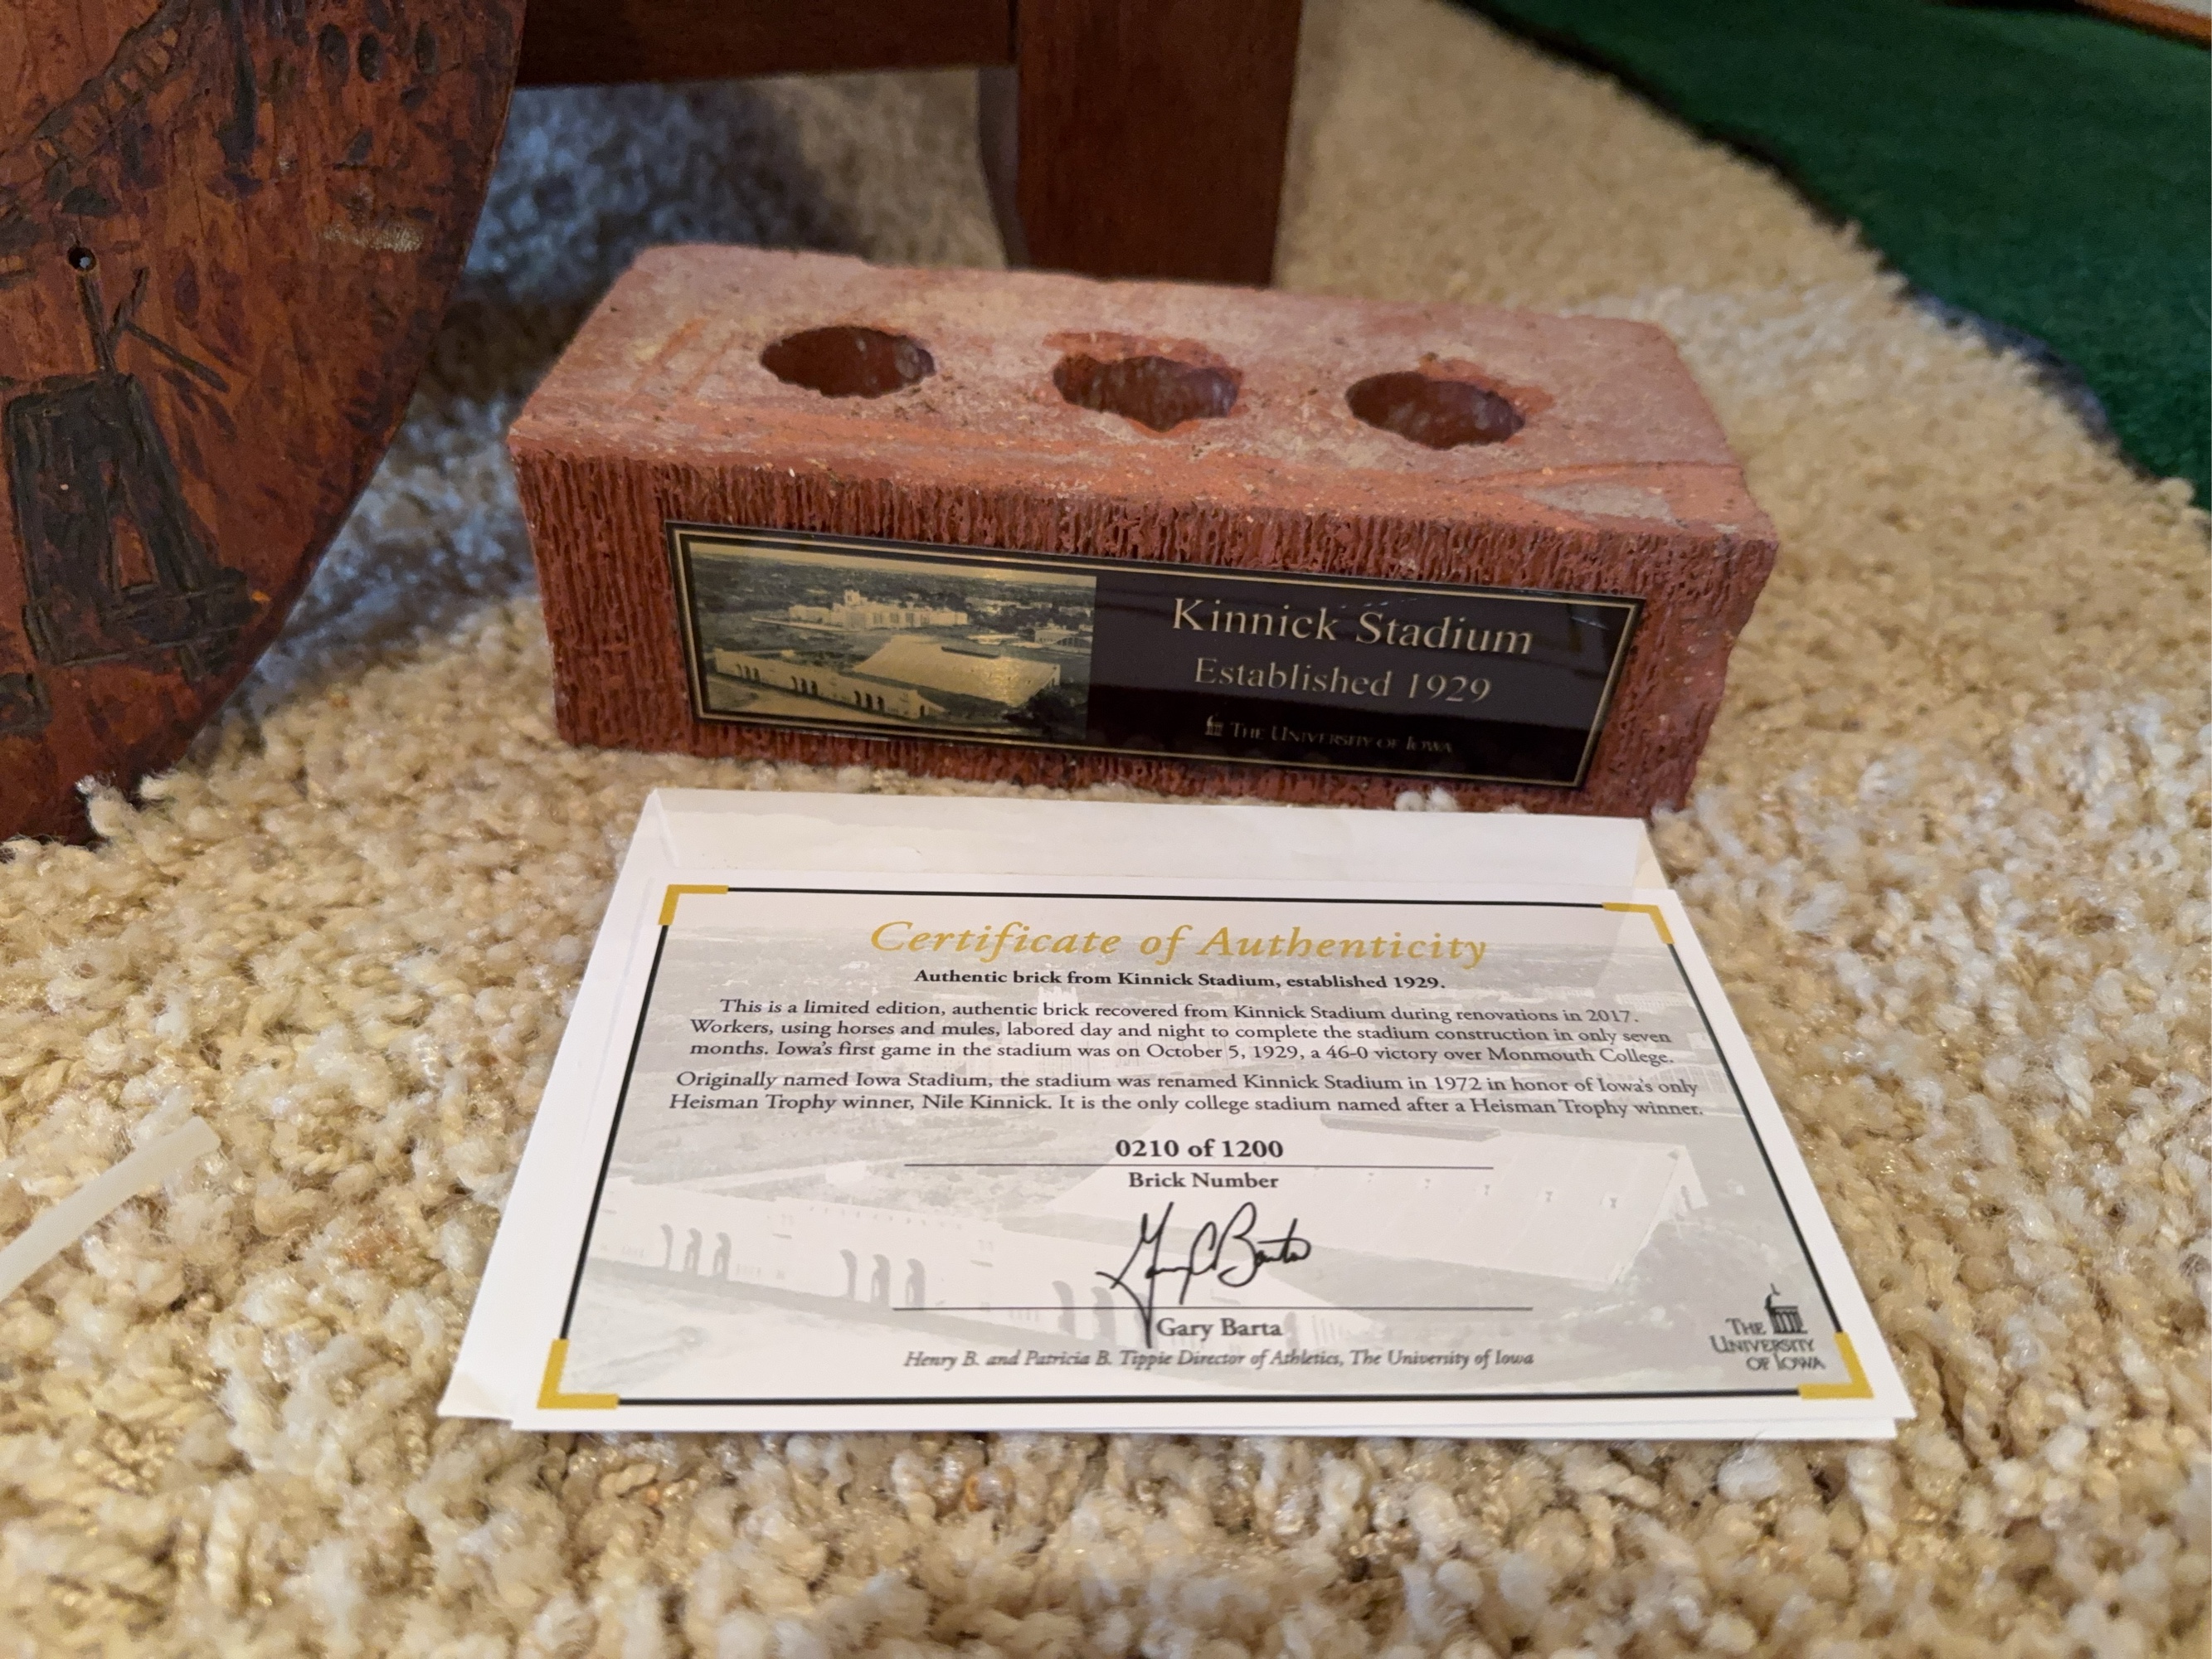 Kinnick Stadium
Established 1929
THE UNIVERSITY OF IOWA
Certificate of Authenticity
Authentic brick from Kinnick Stadium, established 1929.
This is a limited edition, authentic brick recovered from Kinnick Stadium during renovations in 2017.
Workers, using horses and mules, labored day and night to complete the stadium construction in only seven
months. Iowa's first game in the stadium was on October 5, 1929, a 46-0 victory over Monmouth College.
Originally named Iowa Stadium, the stadium was renamed Kinnick Stadium in 1972 in honor of Iowa's only
Heisman Trophy winner, Nile Kinnick. It is the only college stadium named after a Heisman Trophy winner.
0210 of 1200
Brick Number
Gary Barta
Gary Barta
Henry B. and Patricia B. Tippie Director of Athletics, The University of Iowa
THE
UNIVERSITY
OF IOWA